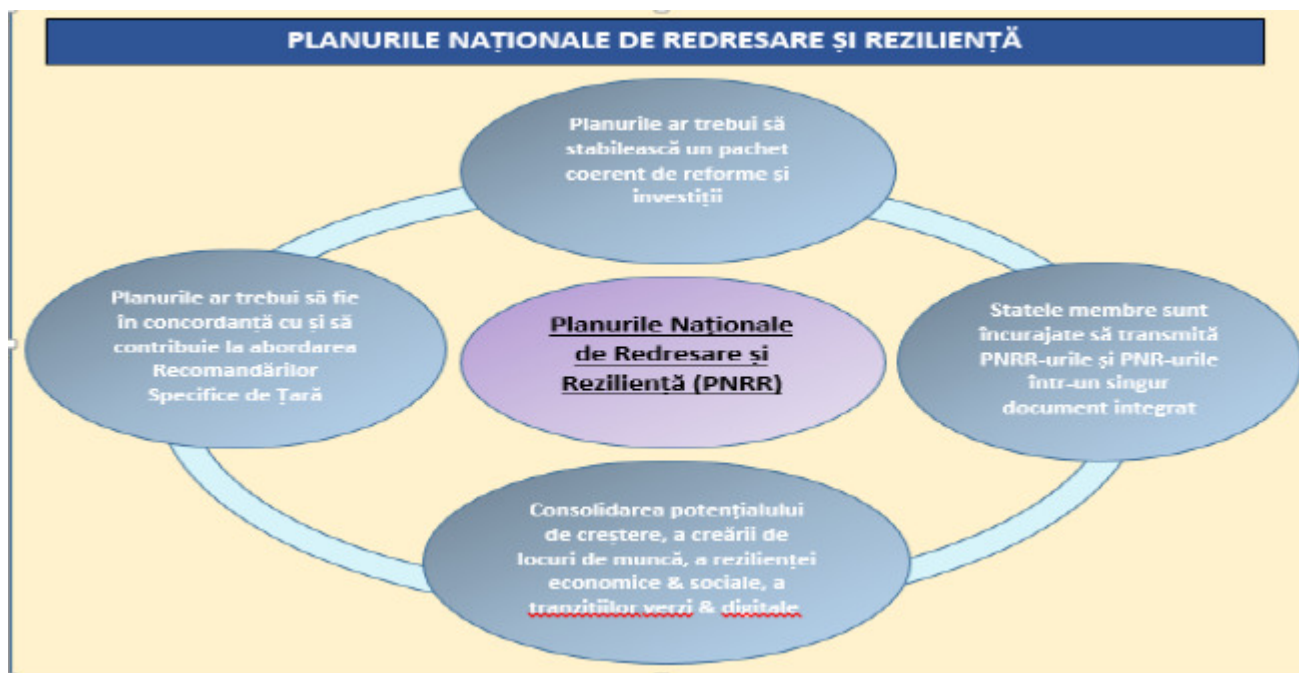 PLANURILE NAȚIONALE DE REDRESARE ȘI REZILIENȚĂ
Planurile ar trebui să
stabilească un pachet
coerent de reforme și
investiții
Planurile ar trebui să fie
în concordanță cu și să
contribuie la abordarea
Recomandărilor
Specifice de Țară
Planurile Naționale
de Redresare și
Reziliență (PNRR)
Statele membre sunt
încurajate să transmită
PNRR-urile și PNR-urile
într-un singur
document integrat
Consolidarea potențialului
de creștere, a creării de
locuri de muncă, a rezilienței
economice & sociale, a
tranzitiilor verzi & digitale